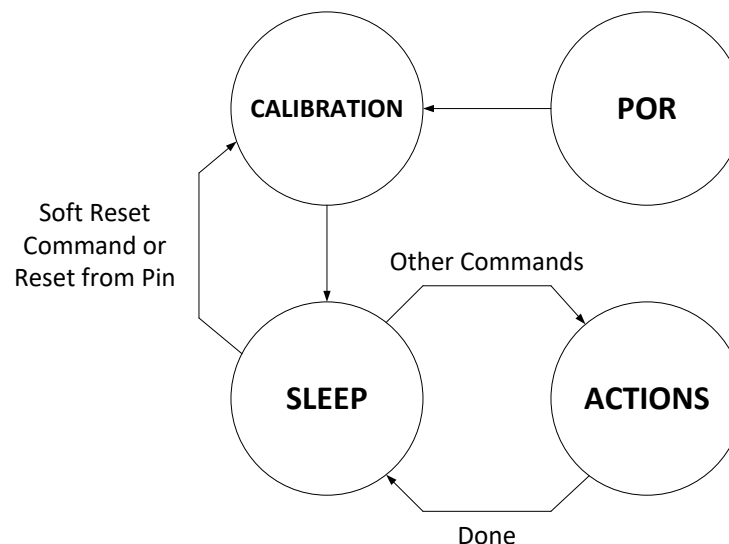 CALIBRATION
POR
Soft Reset
Command or
Reset from Pin
Other Commands
SLEEP
ACTIONS
Done